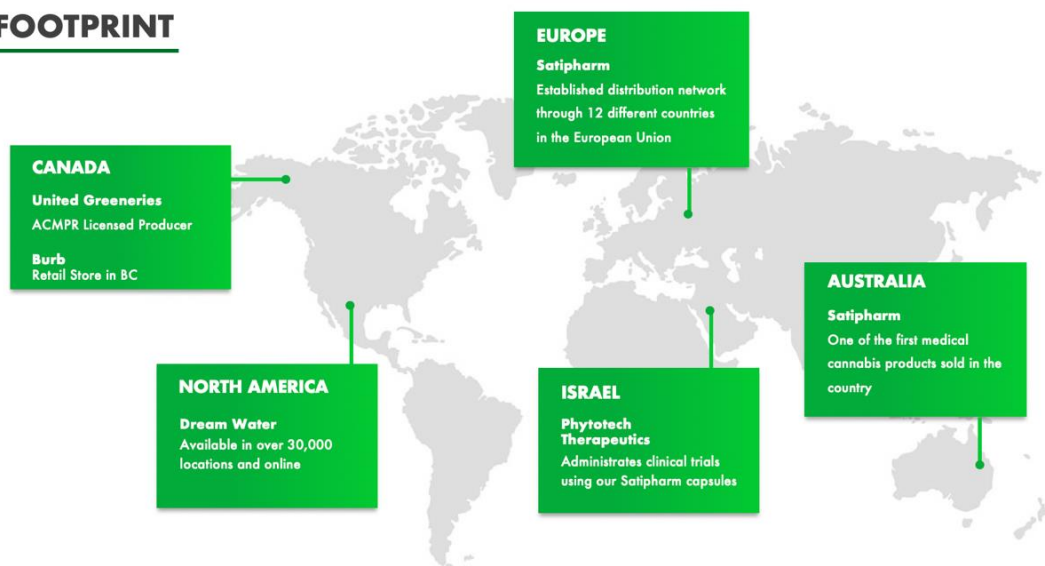 FOOTPRINT
EUROPE
Satipharm
Established distribution network
through 12 different countries
in the European Union
CANADA
United Greeneries
ACMPR Licensed Producer
Burb
Retail Store in BC
AUSTRALIA
Satipharm
One of the first medical
cannabis products sold in the
country
NORTH AMERICA
Dream Water
Available in over 30,000
locations and online
ISRAEL
Phytotech
Therapeutics
Administrates clinical trials
using our Satipharm capsules